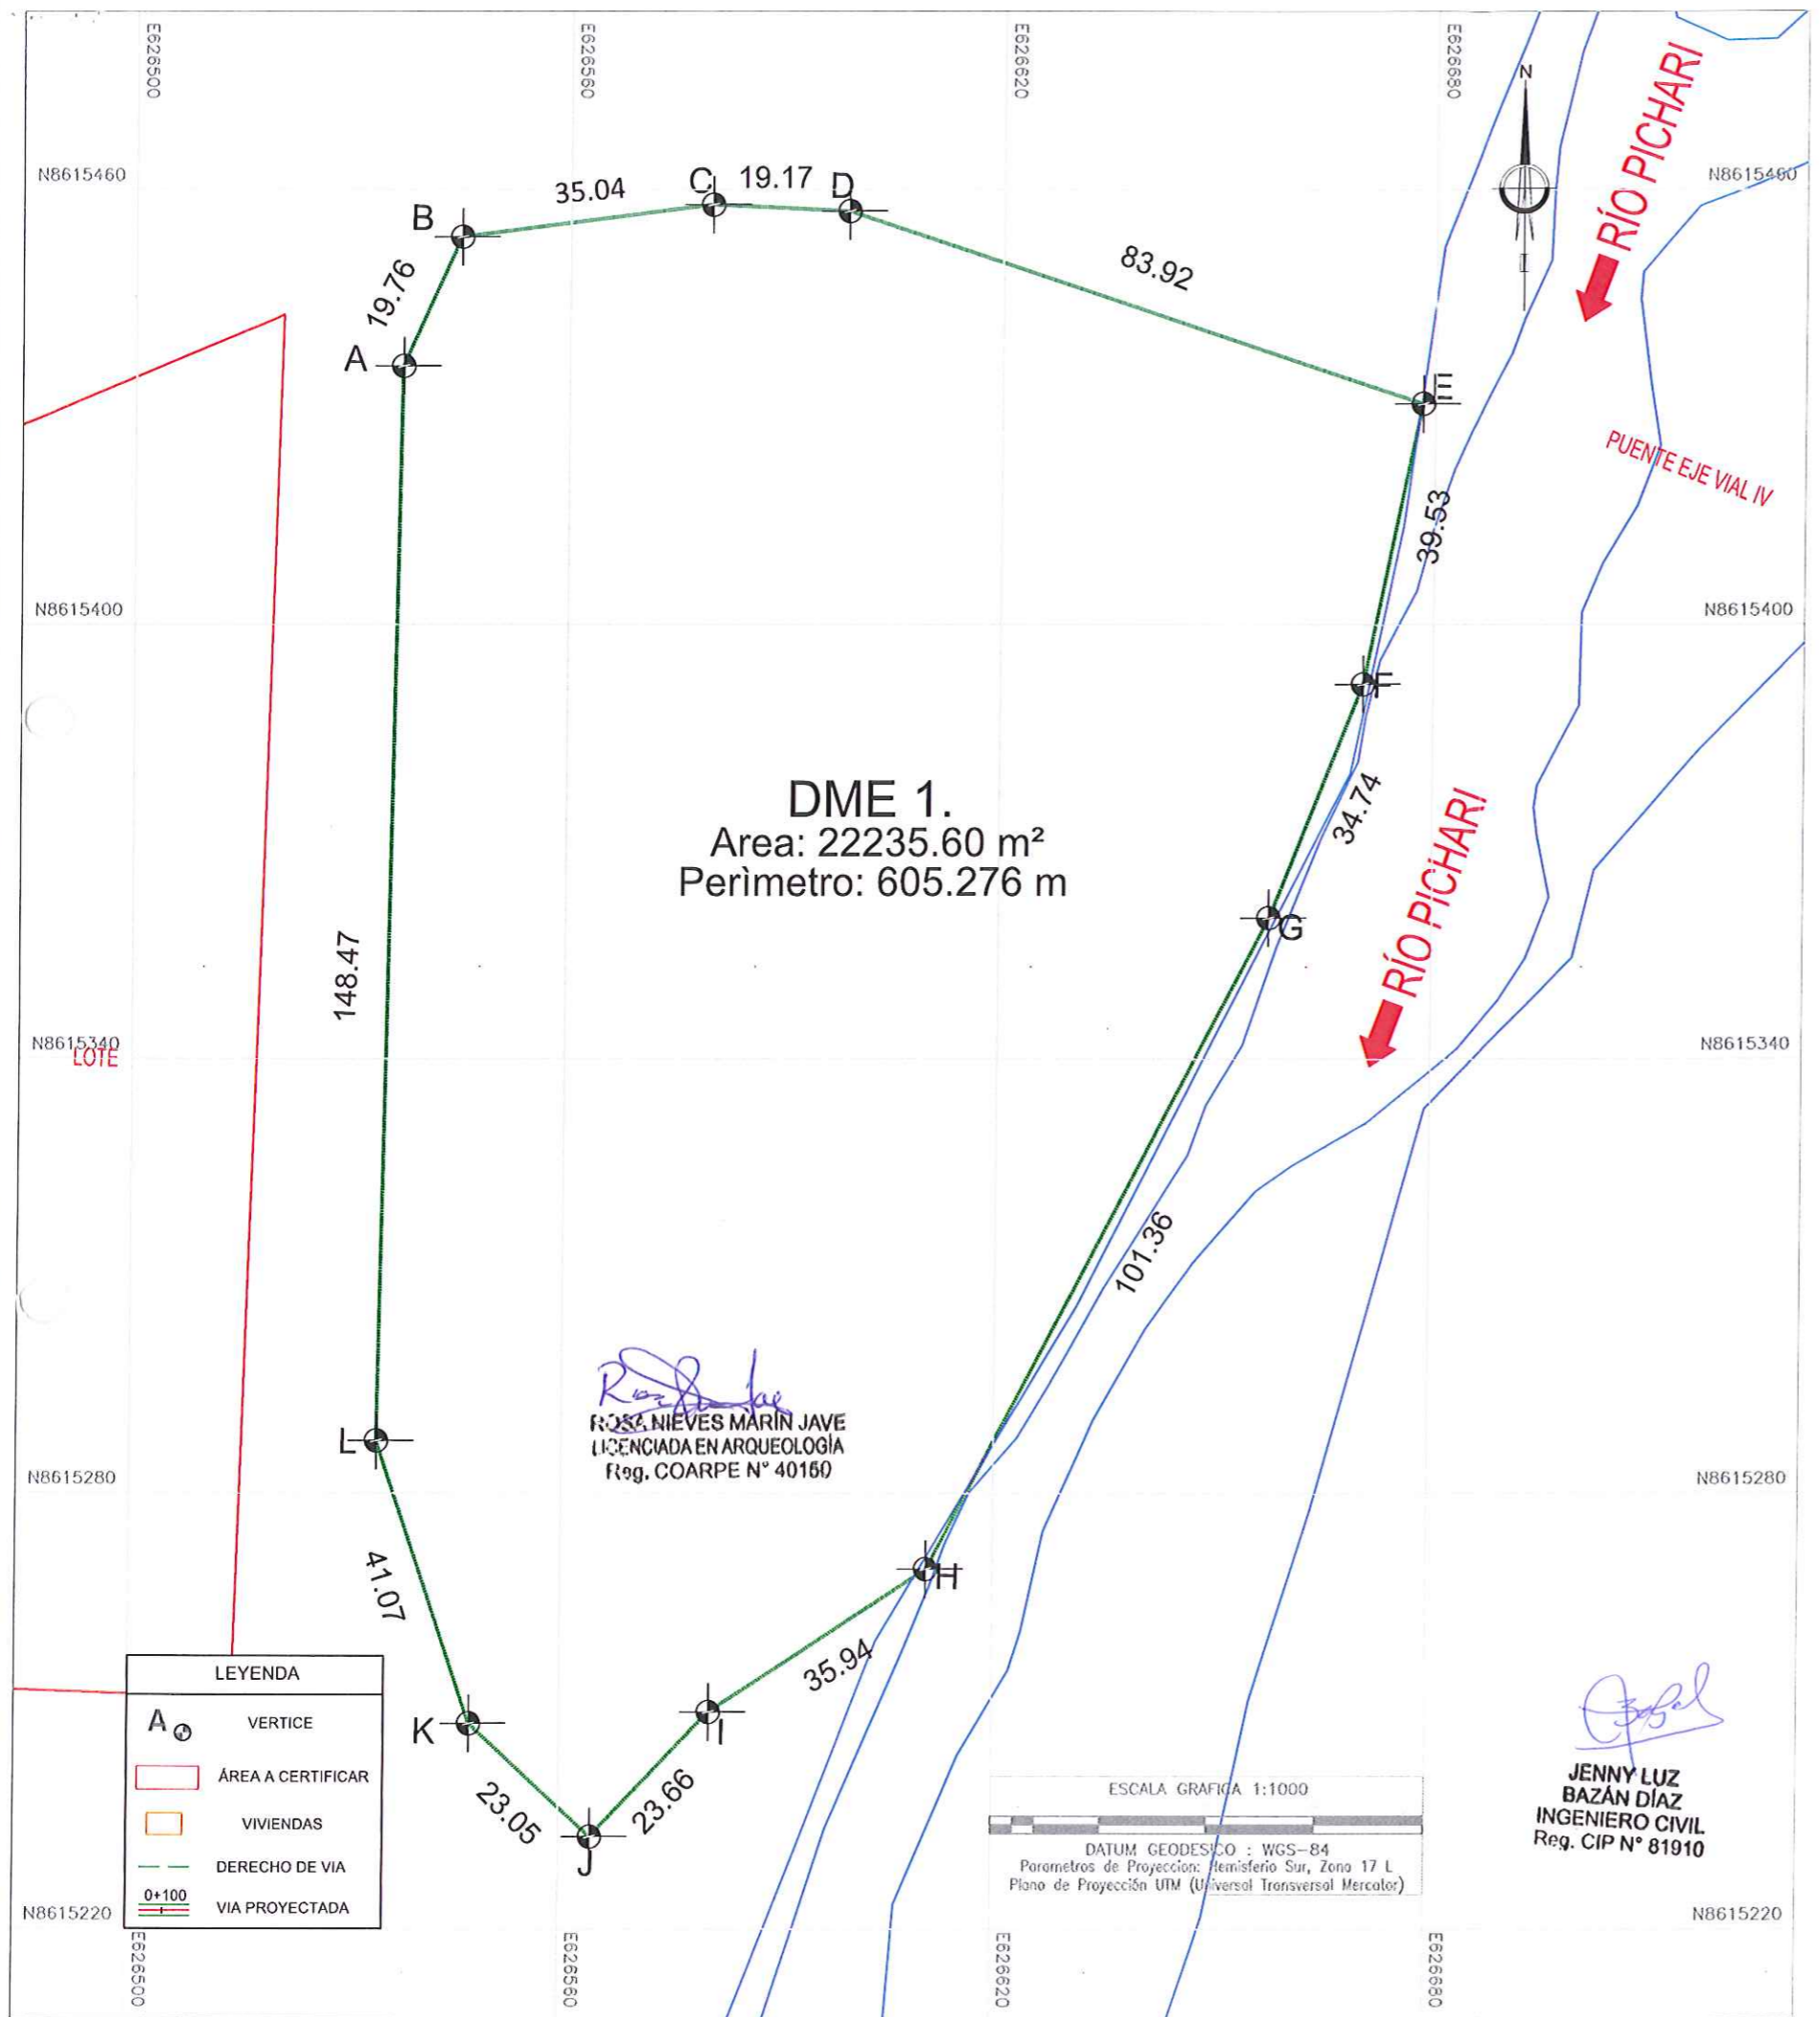 E626500
E626560
E626620
E626680
N
RÍO PICHARI
N8615460
N8615460
B
35.04
C
19.17
D
83.92
19.76
A
E
PUENTE EJE VIAL IV
39.53
N8615400
N8615400
F
DME 1.
Area: 22235.60 m²
Perìmetro: 605.276 m
34.74
RÍO PICHARI
G
148.47
N8615340
LOTE
N8615340
101.36
ROSA NIEVES MARÍN JAVE
LICENCIADA EN ARQUEOLOGÍA
Reg. COARPE N° 40160
L
N8615280
N8615280
41.07
H
35.94
K
I
23.05
23.66
J
LEYENDA
A VERTICE
ÁREA A CERTIFICAR
VIVIENDAS
DERECHO DE VIA
0+100 VIA PROYECTADA
ESCALA GRAFICA 1:1000
DATUM GEODESICO : WGS-84
Parametros de Proyeccion: Hemisferio Sur, Zona 17 L
Plano de Proyección UTM (Universal Transversal Mercator)
JENNY LUZ
BAZÁN DÍAZ
INGENIERO CIVIL
Reg. CIP N° 81910
N8615220
N8615220
E626500
E626560
E626620
E626680